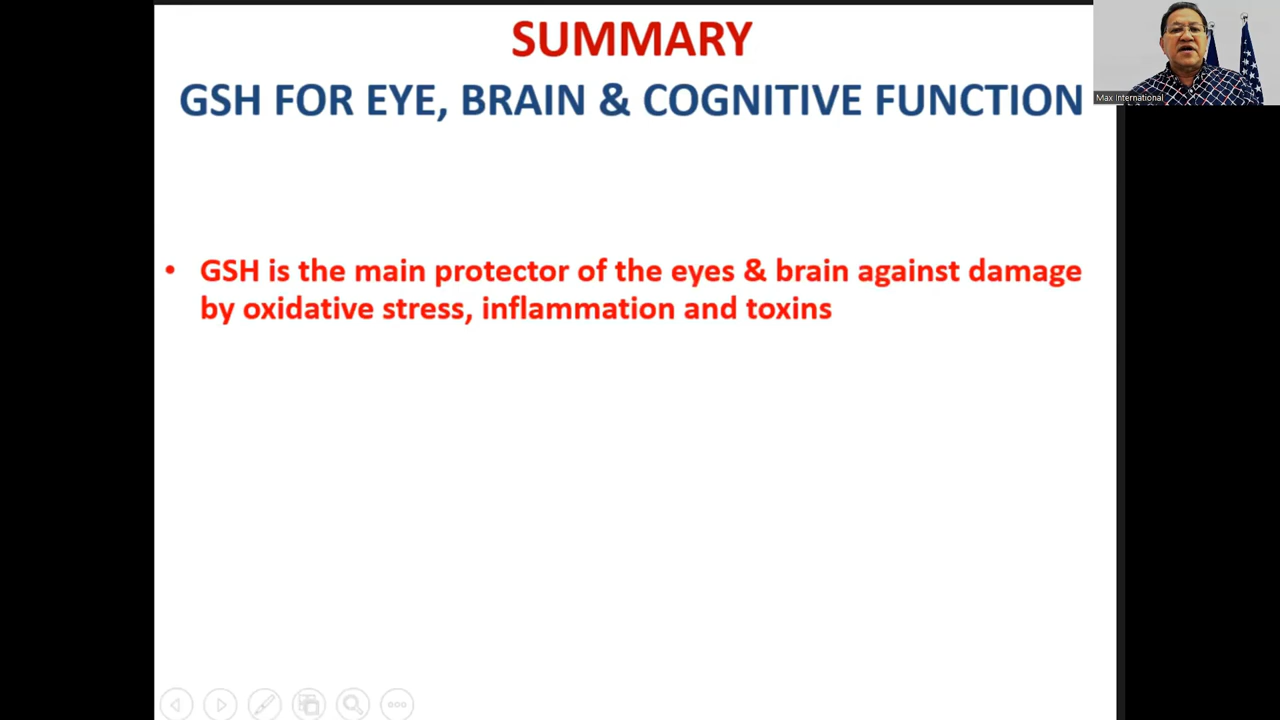 SUMMARY
GSH FOR EYE, BRAIN & COGNITIVE FUNCTION
Max International
• GSH is the main protector of the eyes & brain against damage
by oxidative stress, inflammation and toxins